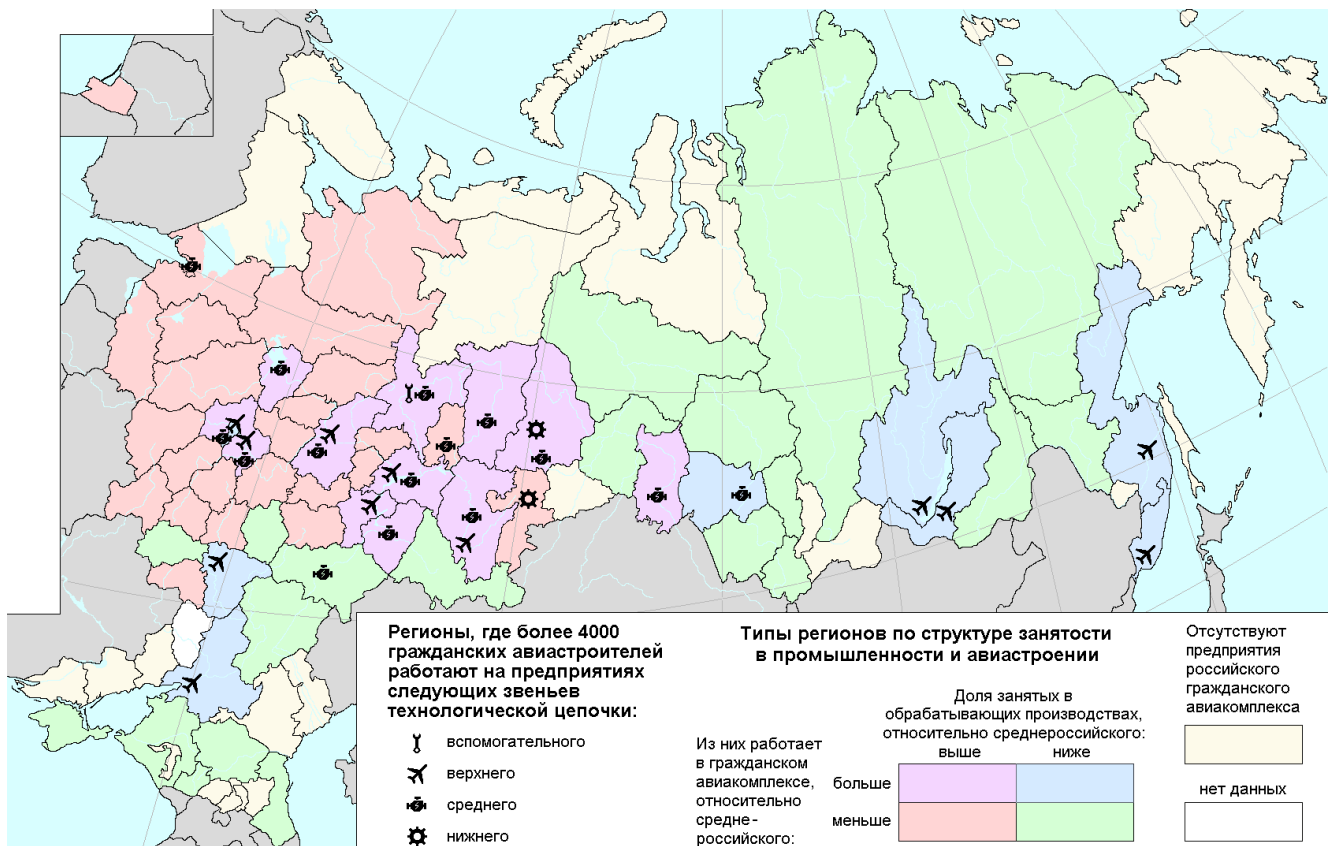 Регионы, где более 4000
гражданских авиастроителей
работают на предприятиях
следующих звеньев
технологической цепочки:
вспомогательного
верхнего
среднего
нижнего
Типы регионов по структуре занятости
в промышленности и авиастроении
Доля занятых в
обрабатывающих производствах,
относительно среднероссийского:
выше
ниже
Из них работает
в гражданском
авиакомплексе,
относительно
средне-
российского:
больше
меньше
Отсутствуют
предприятия
российского
гражданского
авиакомплекса
нет данных